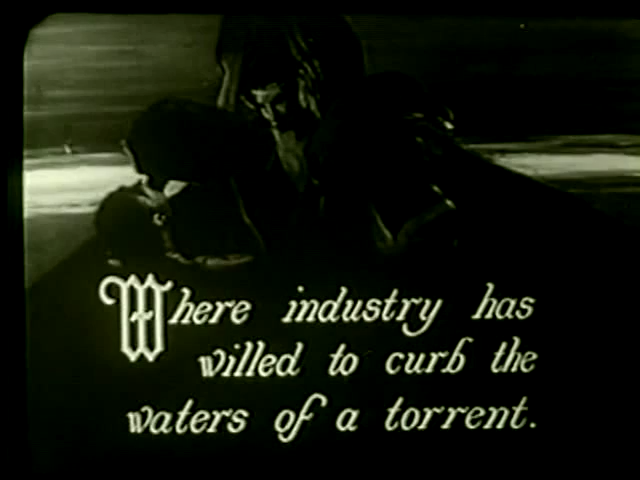 Where industry has
willed to curb the
waters of a torrent.